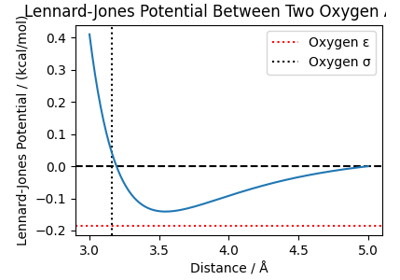 Lennard-Jones Potential Between Two Oxygen
Lennard-Jones Potential / (kcal/mol)
0.4
0.3
0.2
0.1
0.0
−0.1
−0.2
Oxygen ε
Oxygen σ
3.0 3.5 4.0 4.5 5.0
Distance / Å